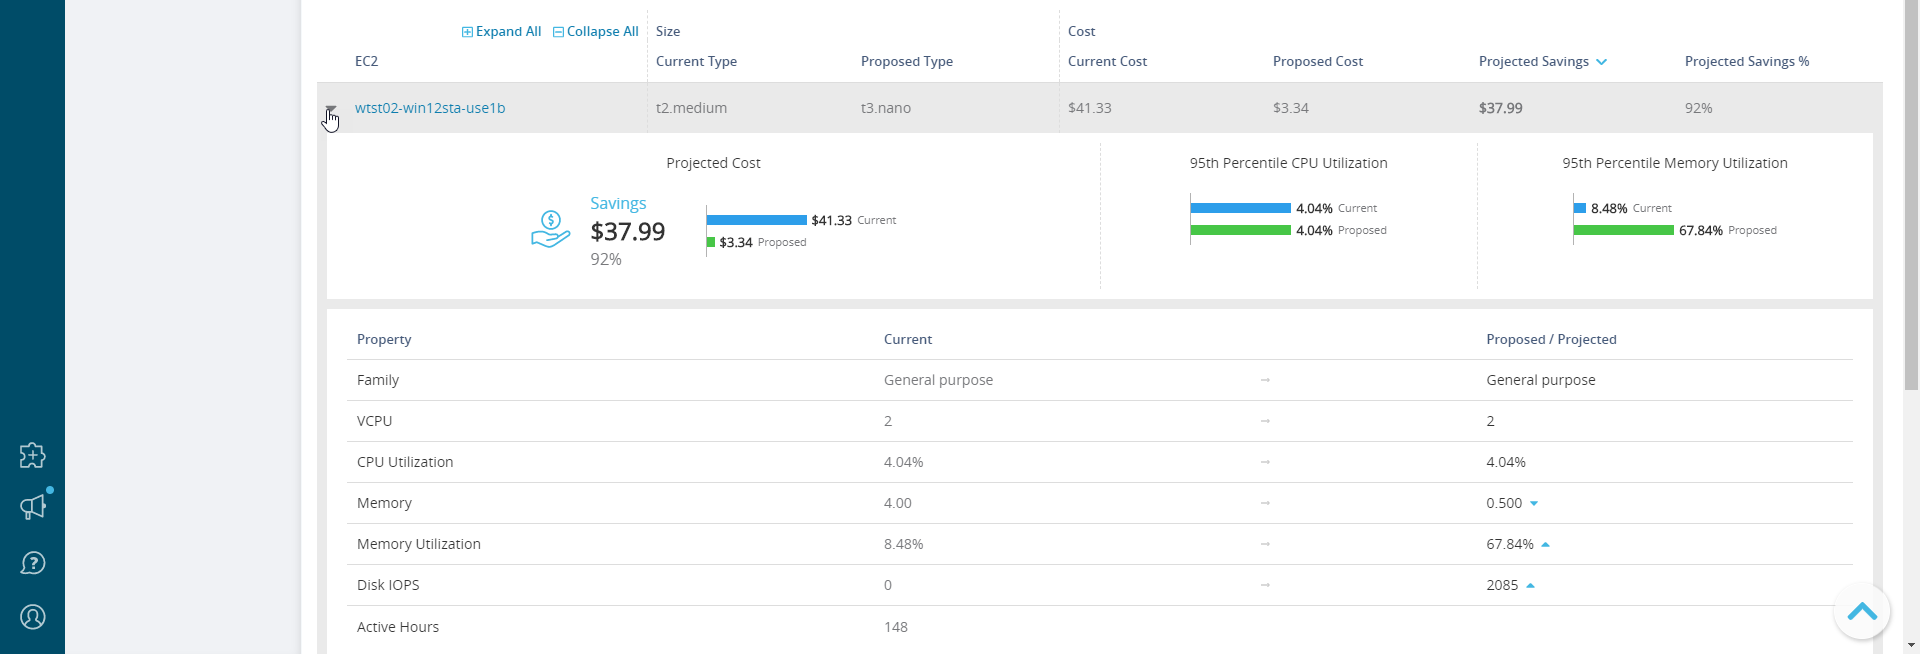 Expand All Collapse All Size Cost
EC2 Current Type Proposed Type Current Cost Proposed Cost Projected Savings Projected Savings %
wtst02-win12sta-use1b t2.medium t3.nano $41.33 $3.34 $37.99 92%
Projected Cost 95th Percentile CPU Utilization 95th Percentile Memory Utilization
Savings
$37.99
92%
$41.33 Current
$3.34 Proposed
4.04% Current
4.04% Proposed
8.48% Current
67.84% Proposed
Property Current Proposed / Projected
Family General purpose → General purpose
VCPU 2 → 2
CPU Utilization 4.04% → 4.04%
Memory 4.00 → 0.500
Memory Utilization 8.48% → 67.84%
Disk IOPS 0 → 2085
Active Hours 148